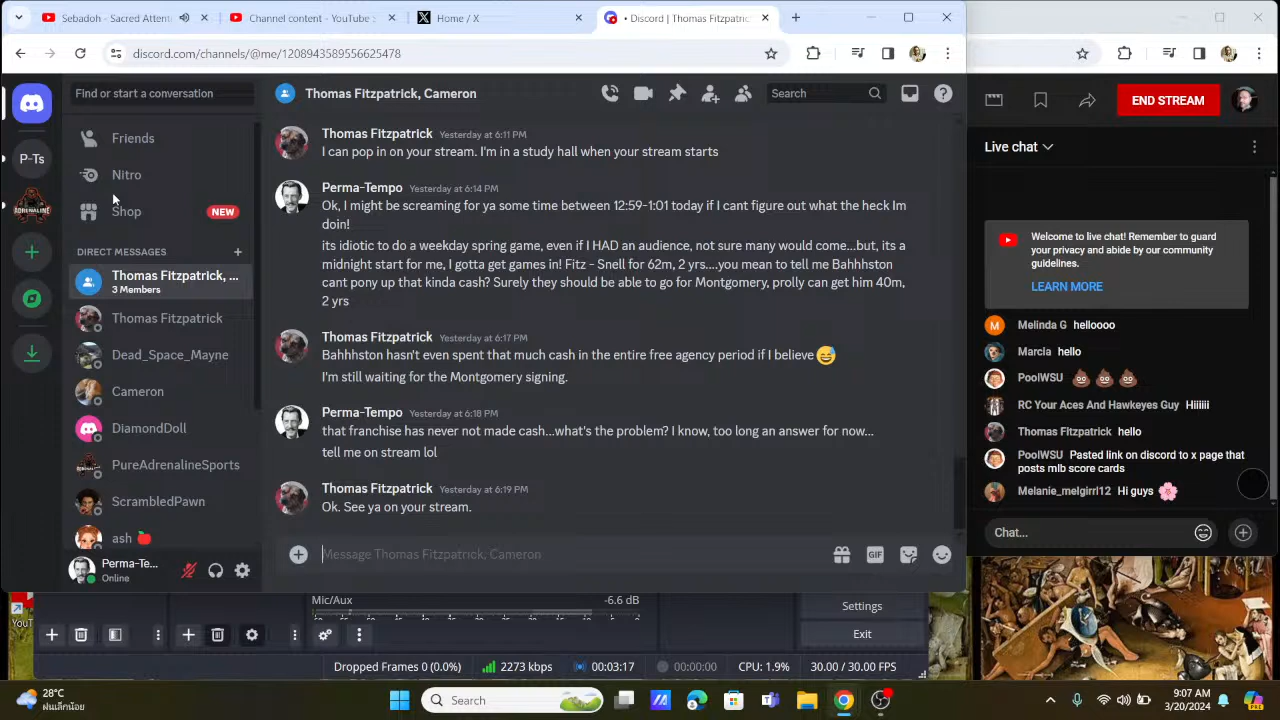 Sebadoh - Sacred Attenu
Channel content - YouTube S
Home / X
• Discord | Thomas Fitzpatric
discord.com/channels/@me/1208943589556625478
Find or start a conversation
Thomas Fitzpatrick, Cameron
Search
END STREAM
Friends
P-Ts
Nitro
Shop
NEW
DIRECT MESSAGES
Thomas Fitzpatrick, ...
3 Members
Thomas Fitzpatrick
Dead_Space_Mayne
Cameron
DiamondDoll
PureAdrenalineSports
ScrambledPawn
ash
Perma-Te...
Online
Thomas Fitzpatrick Yesterday at 6:11 PM
I can pop in on your stream. I'm in a study hall when your stream starts
Perma-Tempo Yesterday at 6:14 PM
Ok, I might be screaming for ya some time between 12:59-1:01 today if I cant figure out what the heck Im
doin!
its idiotic to do a weekday spring game, even if I HAD an audience, not sure many would come...but, its a
midnight start for me, I gotta get games in! Fitz - Snell for 62m, 2 yrs....you mean to tell me Bahhhston
cant pony up that kinda cash? Surely they should be able to go for Montgomery, prolly can get him 40m,
2 yrs
Thomas Fitzpatrick Yesterday at 6:17 PM
Bahhhston hasn't even spent that much cash in the entire free agency period if I believe 😅
I'm still waiting for the Montgomery signing.
Perma-Tempo Yesterday at 6:18 PM
that franchise has never not made cash...what's the problem? I know, too long an answer for now...
tell me on stream lol
Thomas Fitzpatrick Yesterday at 6:19 PM
Ok. See ya on your stream.
Message Thomas Fitzpatrick, Cameron
GIF
Live chat
Welcome to live chat! Remember to guard
your privacy and abide by our community
guidelines.
LEARN MORE
M
Melinda G helloooo
Marcia hello
PoolWSU 💩 💩 💩
RC Your Aces And Hawkeyes Guy Hiiiiii
Thomas Fitzpatrick hello
PoolWSU Pasted link on discord to x page that
posts mlb score cards
Melanie_melgirrl12 Hi guys 🌸
Chat...
YouT
Mic/Aux
-6.6 dB
Settings
Exit
Dropped Frames 0 (0.0%)
2273 kbps
00:03:17
00:00:00
CPU: 1.9%
30.00 / 30.00 FPS
28°C
ฝนเล็กน้อย
Search
9:07 AM
3/20/2024